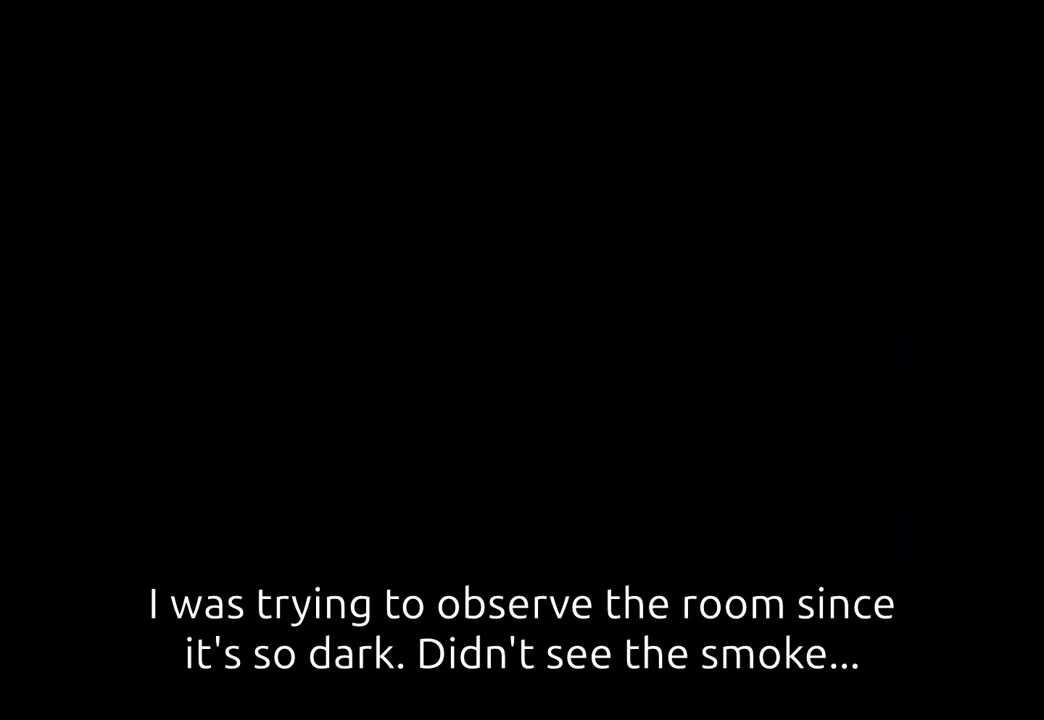 I was trying to observe the room since
it's so dark. Didn't see the smoke...